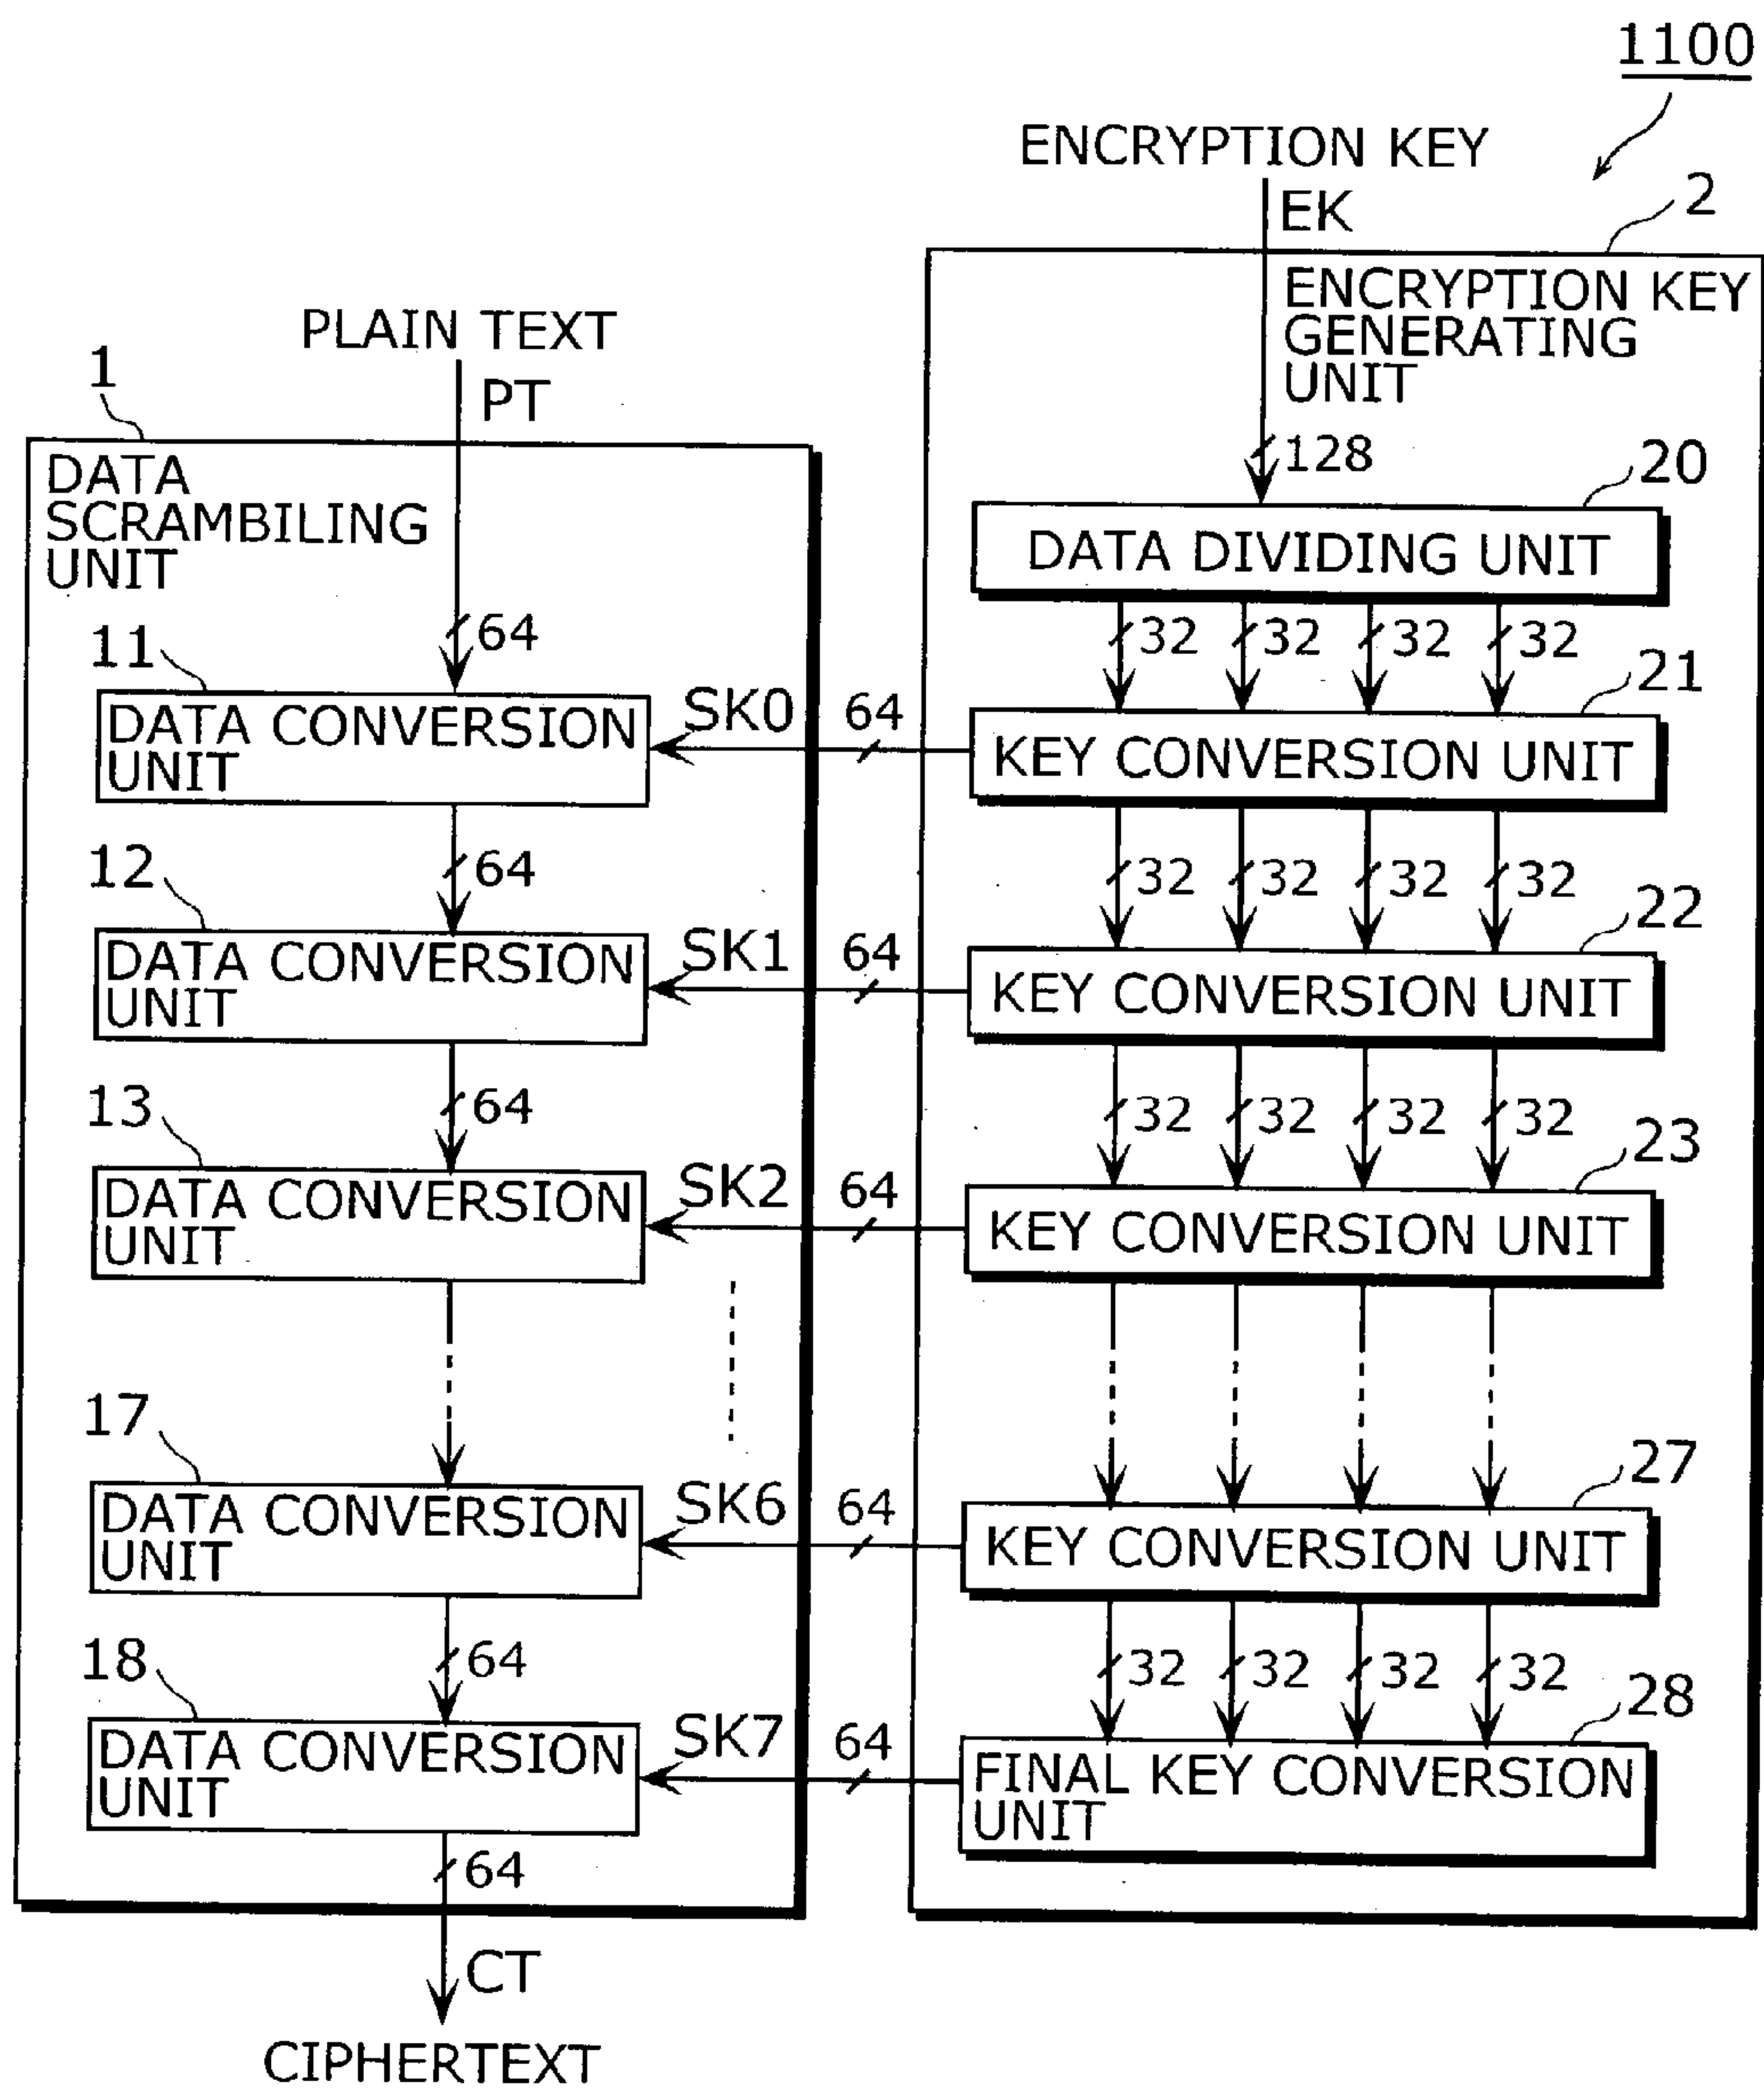 1100
ENCRYPTION KEY
EK
2
ENCRYPTION KEY
GENERATING
UNIT
PLAIN TEXT
PT
1
DATA
SCRAMBILING
UNIT
128
20
DATA DIVIDING UNIT
64
32 32 32 32
11
21
DATA CONVERSION
UNIT
SK0
64
KEY CONVERSION UNIT
64
32 32 32 32
12
22
DATA CONVERSION
UNIT
SK1
64
KEY CONVERSION UNIT
64
32 32 32 32
13
23
DATA CONVERSION
UNIT
SK2
64
KEY CONVERSION UNIT
17
27
DATA CONVERSION
UNIT
SK6
64
KEY CONVERSION UNIT
64
32 32 32 32
18
28
DATA CONVERSION
UNIT
SK7
64
FINAL KEY CONVERSION
UNIT
64
CT
CIPHERTEXT